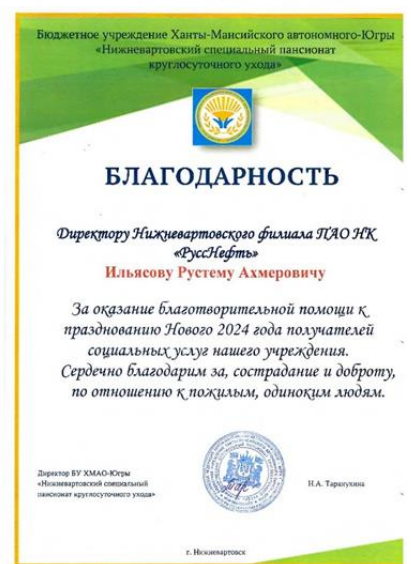 Бюджетное учреждение Ханты-Мансийского автономного-Югры
«Нижневартовский специальный пансионат
круглосуточного ухода»
БЛАГОДАРНОСТЬ
Директору Нижневартовского филиала ПАО НК
«РуссНефть»
Ильясову Рустему Ахмеровичу
За оказание благотворительной помощи к
празднованию Нового 2024 года получателей
социальных услуг нашего учреждения.
Сердечно благодарим за, сострадание и доброту,
по отношению к пожилым, одиноким людям.
Директор БУ ХМАО-Югры
«Нижневартовский специальный
пансионат круглосуточного ухода»
Н.А. Тарапухина
г. Нижневартовск